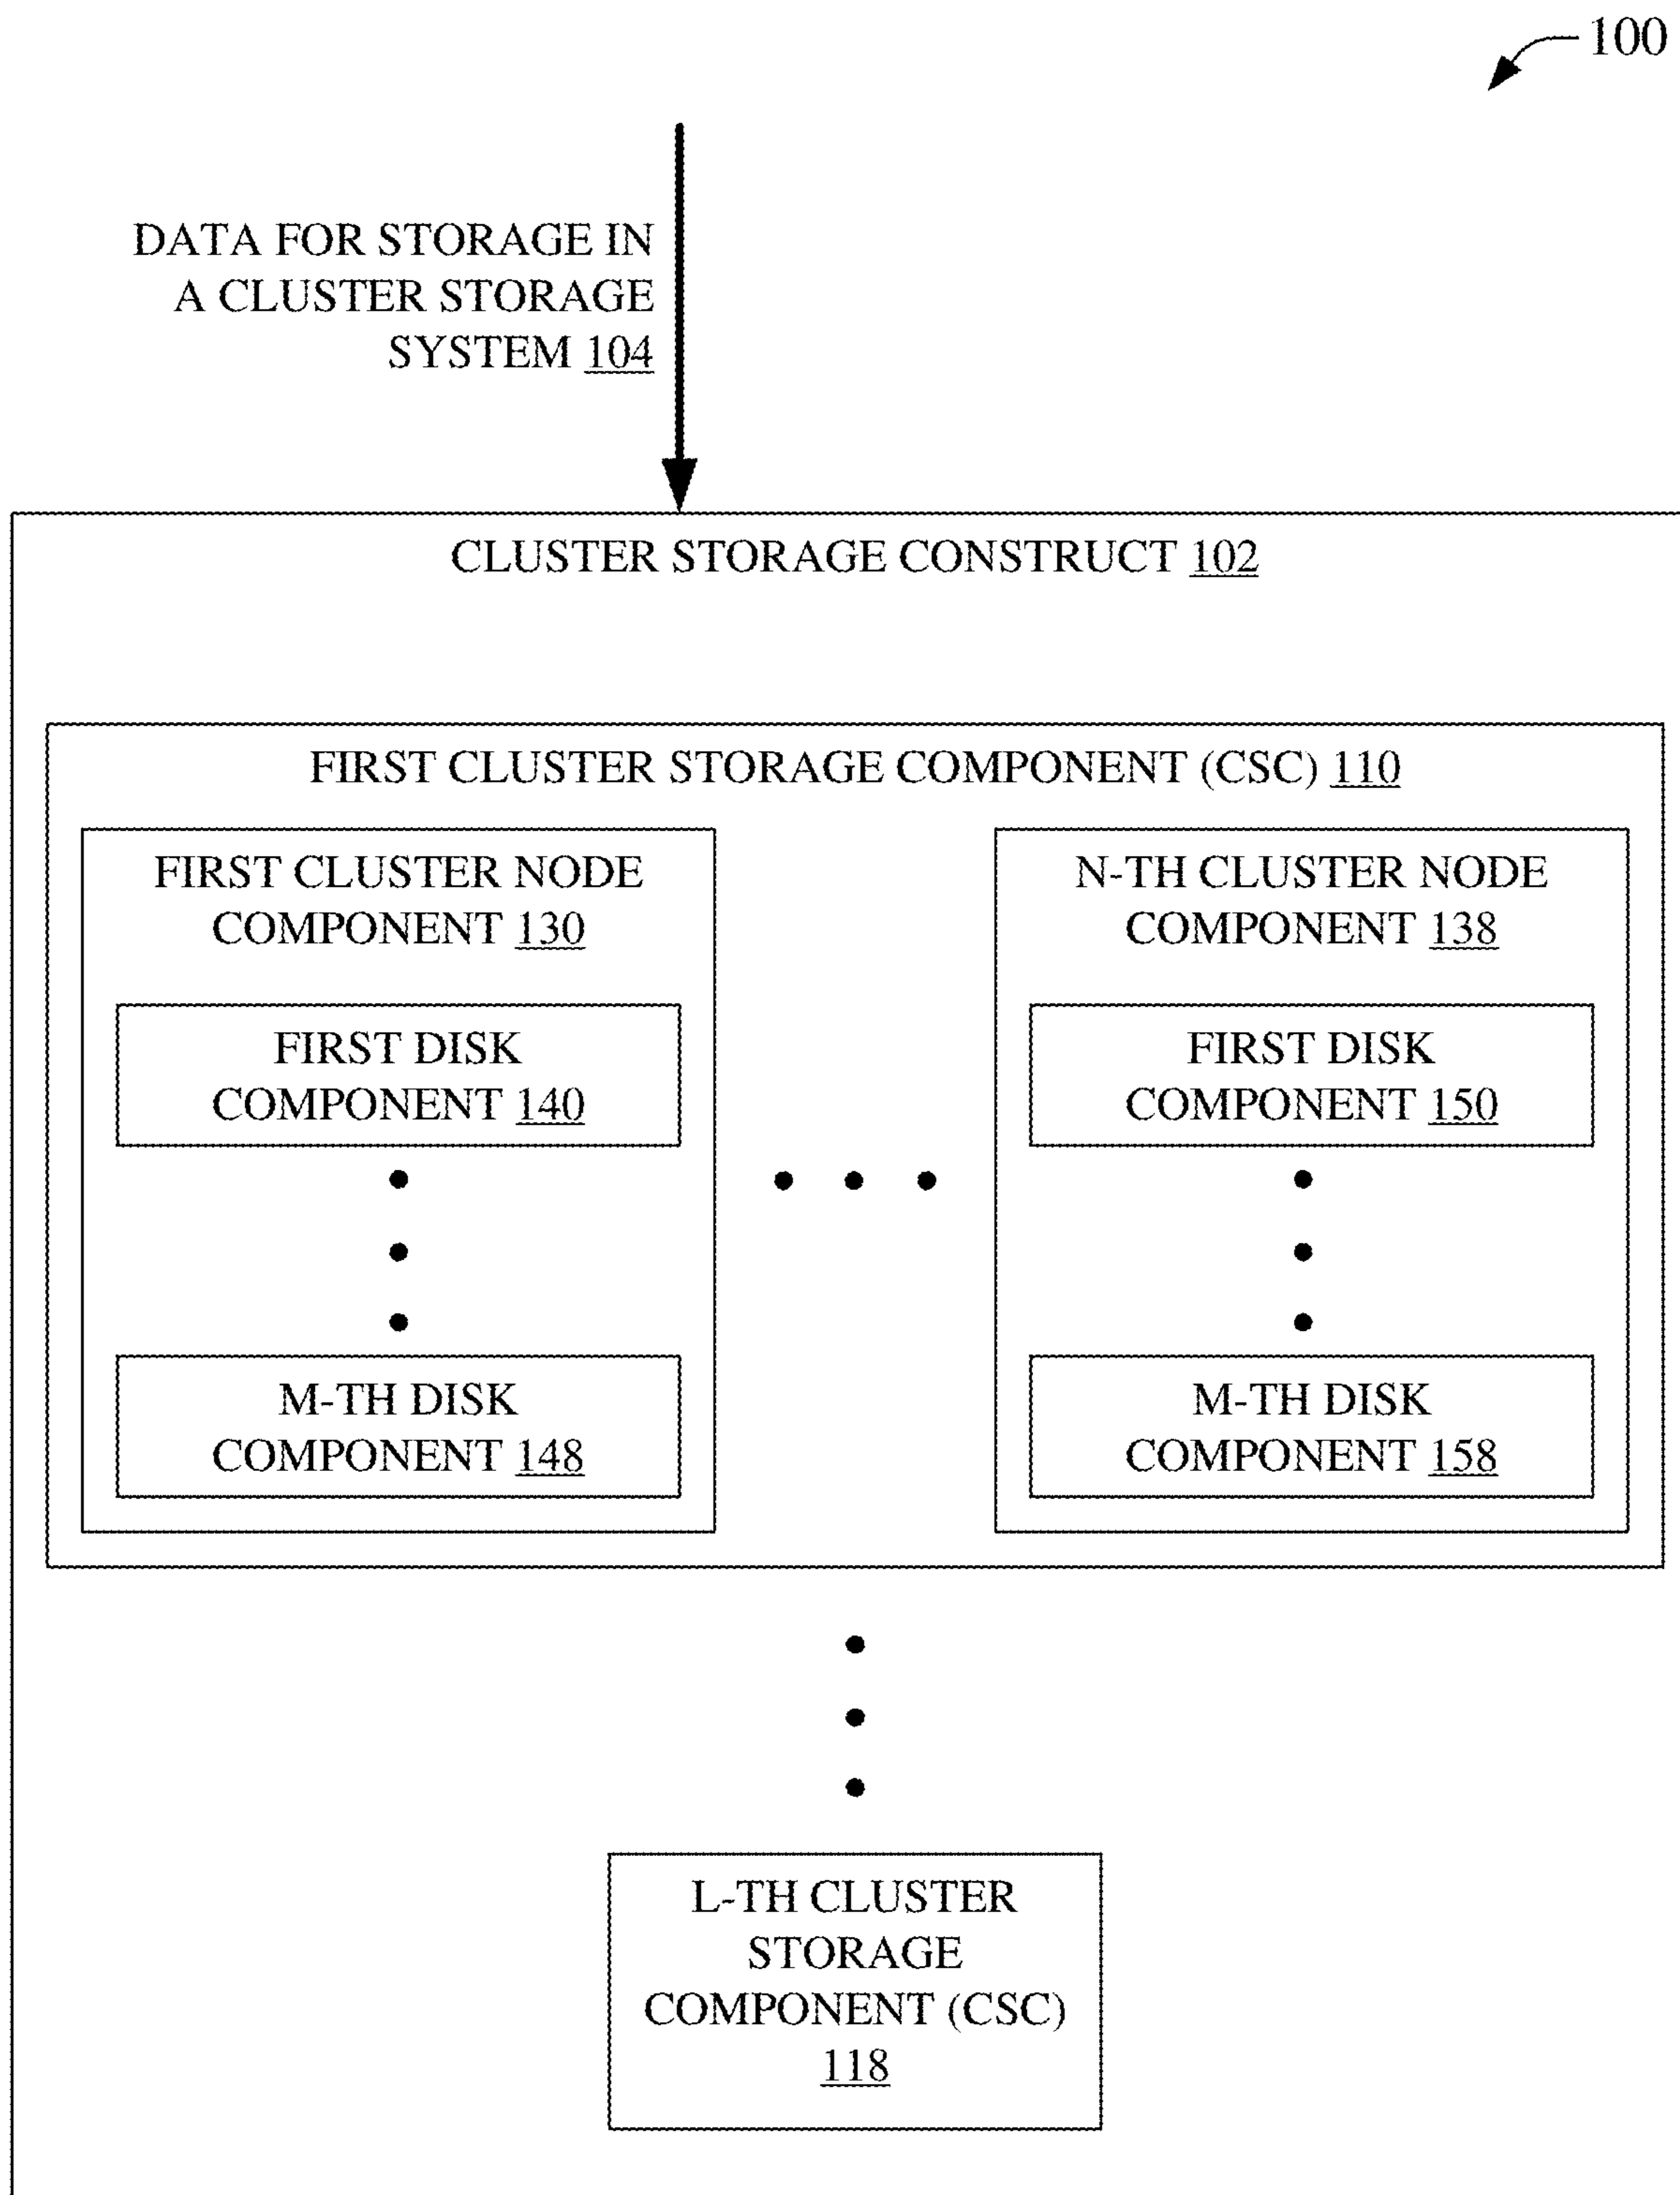 100
DATA FOR STORAGE IN
A CLUSTER STORAGE
SYSTEM 104
CLUSTER STORAGE CONSTRUCT 102
FIRST CLUSTER STORAGE COMPONENT (CSC) 110
FIRST CLUSTER NODE
COMPONENT 130
FIRST DISK
COMPONENT 140
M-TH DISK
COMPONENT 148
N-TH CLUSTER NODE
COMPONENT 138
FIRST DISK
COMPONENT 150
M-TH DISK
COMPONENT 158
L-TH CLUSTER
STORAGE
COMPONENT (CSC)
118